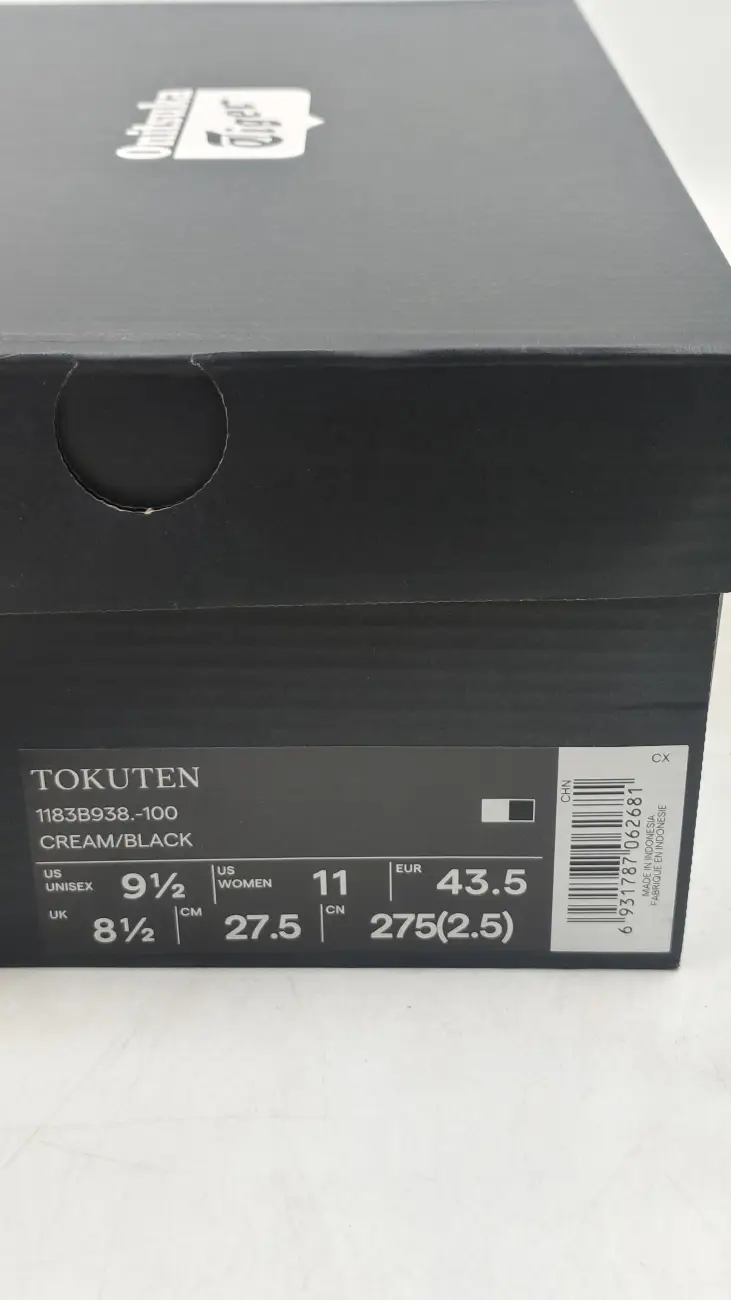 Onitsuka
Tiger
TOKUTEN
1183B938.-100
CREAM/BLACK
US UNISEX 9½
US WOMEN 11
EUR 43.5
UK 8½
CM 27.5
CN 275(2.5)
CX
CHN
6 931787 062681
MADE IN INDONESIA
FABRIQUE EN INDONESIE